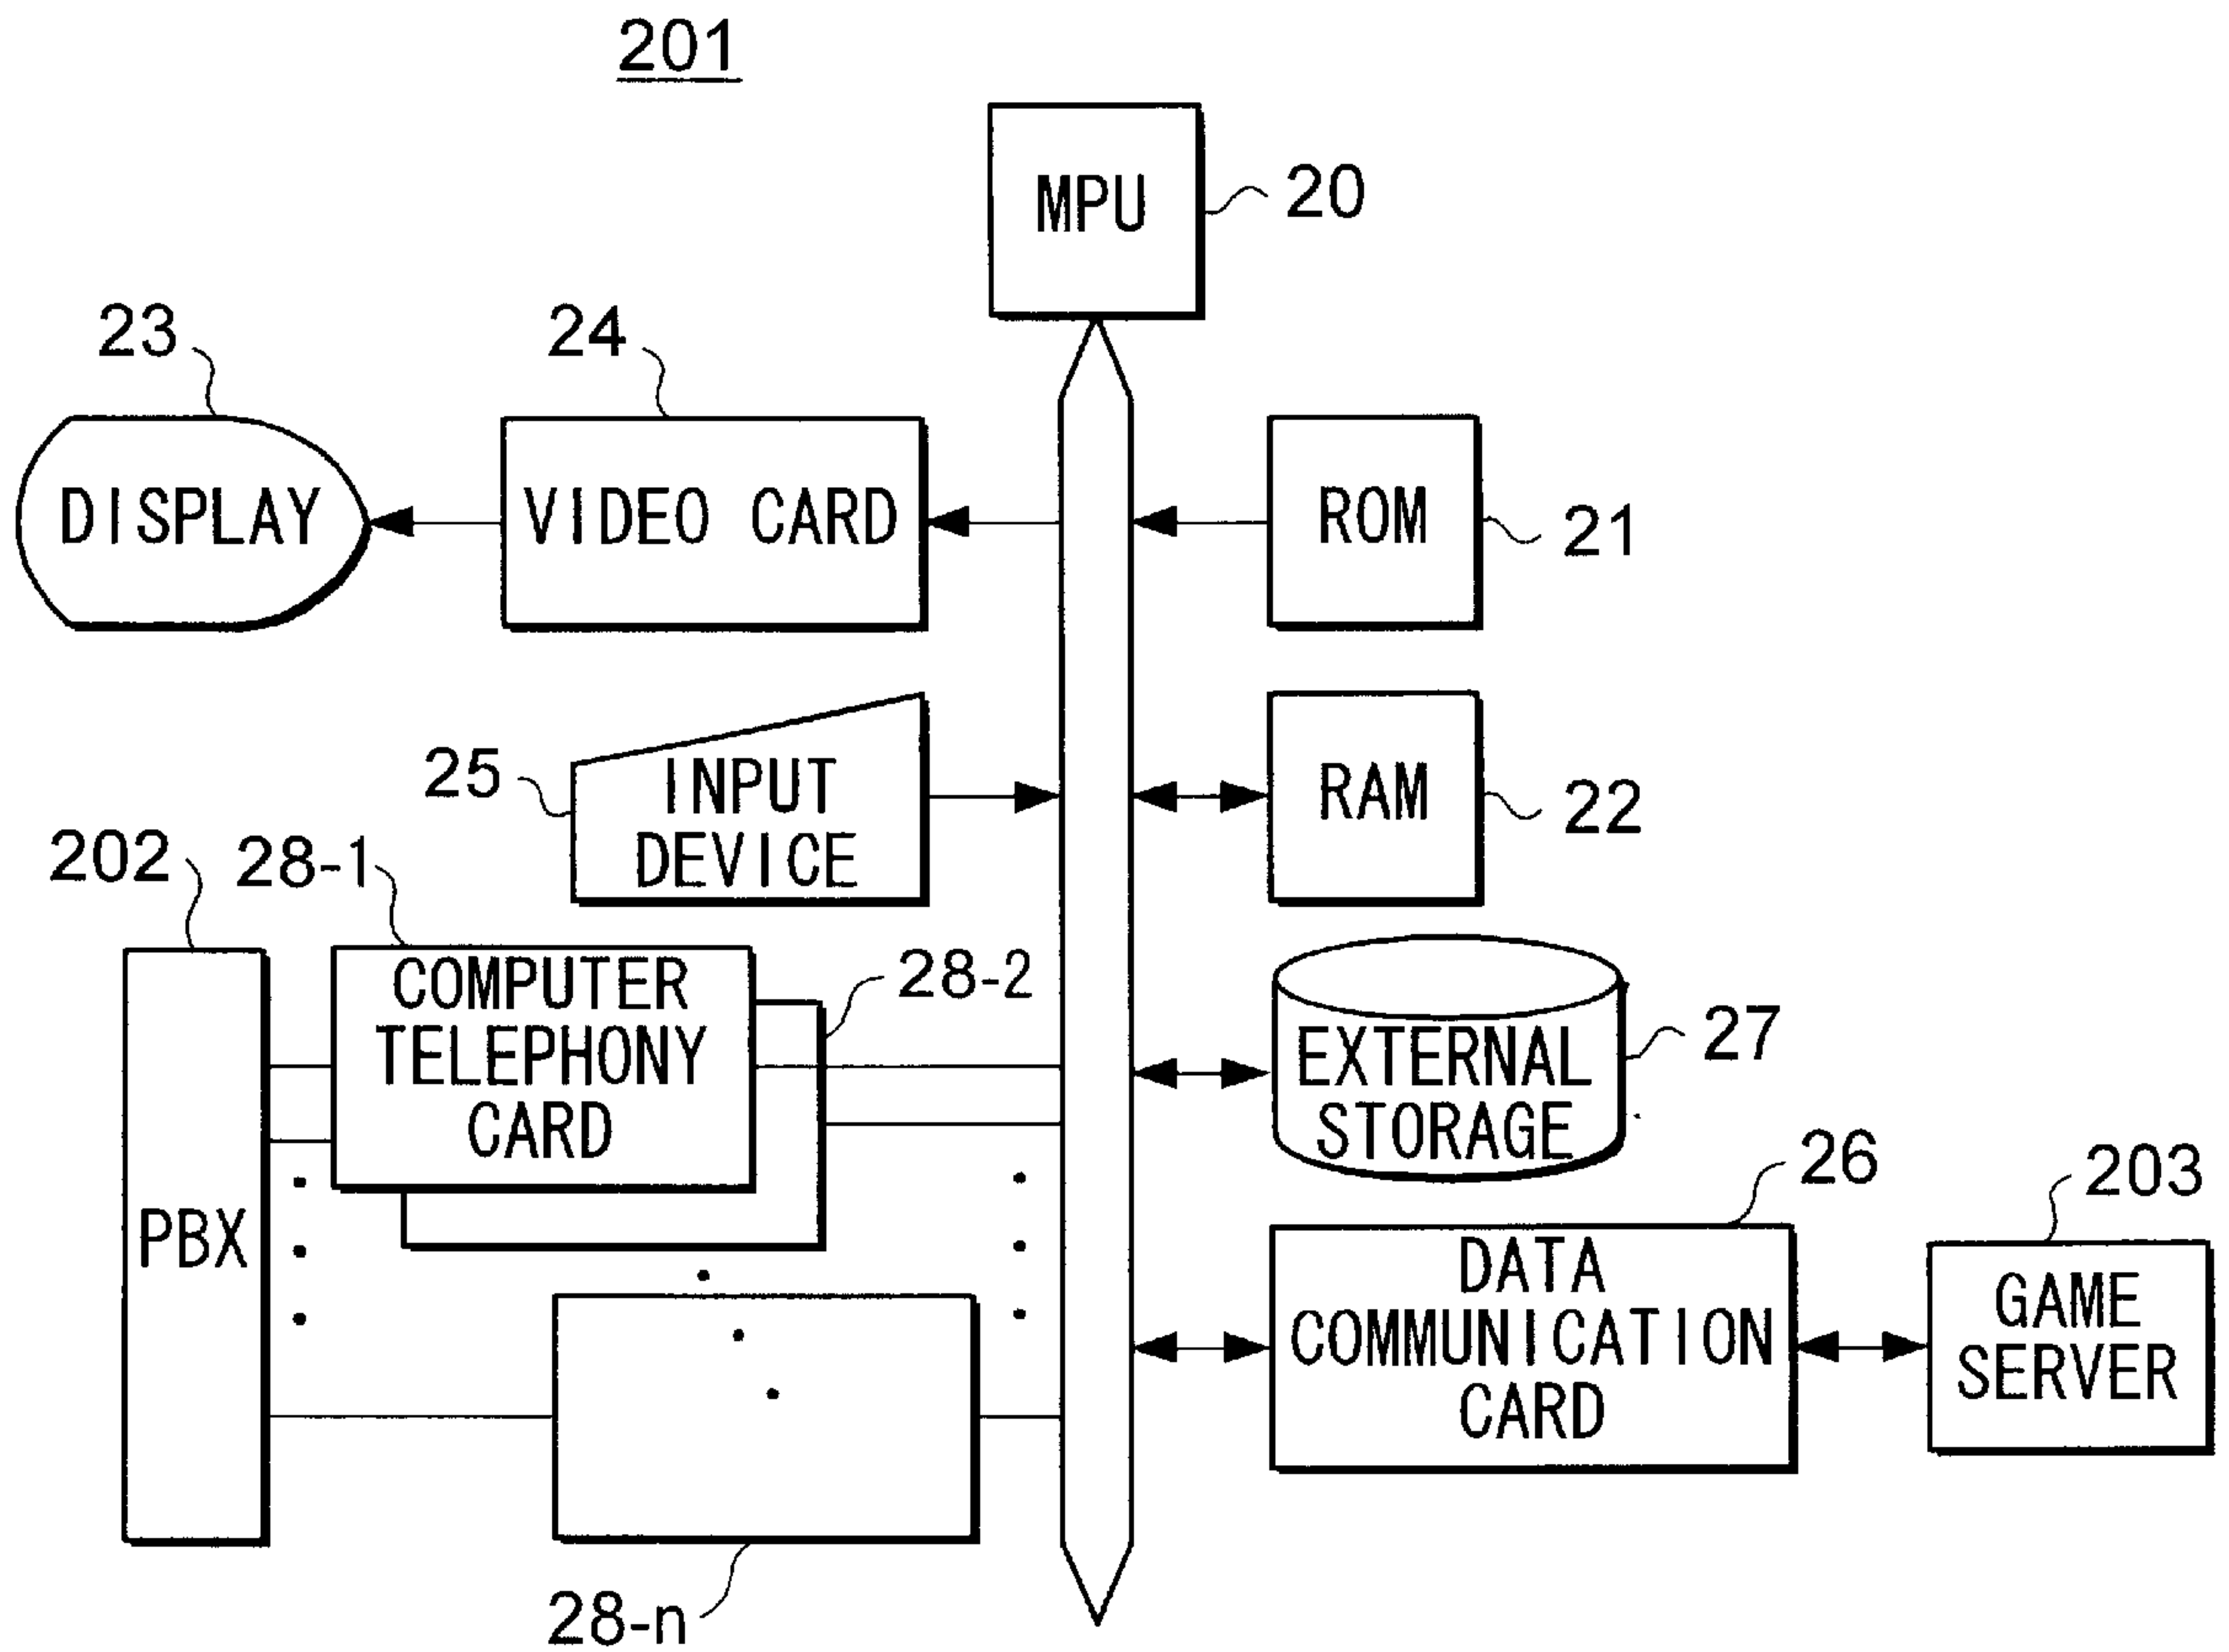 201
MPU
20
23
24
DISPLAY
VIDEO CARD
ROM
21
25
INPUT
DEVICE
RAM
22
202
28-1
COMPUTER
TELEPHONY
CARD
28-2
EXTERNAL
STORAGE
27
PBX
26
203
DATA
COMMUNICATION
CARD
GAME
SERVER
28-n